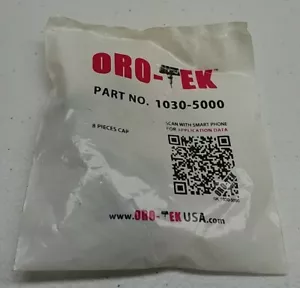 ORO-TEK
PART NO. 1030-5000
SCAN WITH SMART PHONE
FOR APPLICATION DATA
8 PIECES CAP
www.ORO-TEKUSA.com